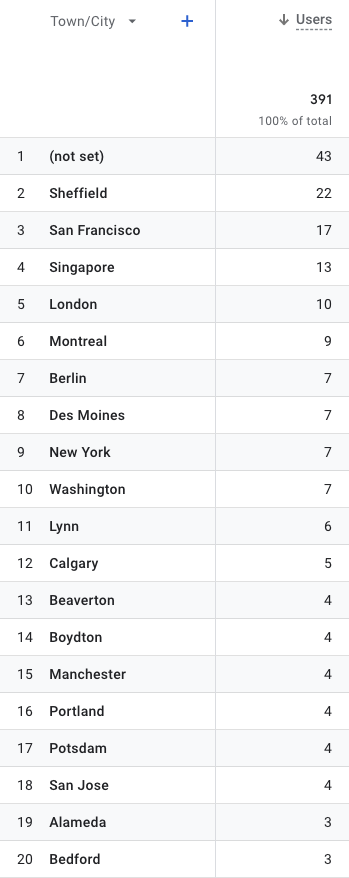 Town/City + Users
391
100% of total
1 (not set) 43
2 Sheffield 22
3 San Francisco 17
4 Singapore 13
5 London 10
6 Montreal 9
7 Berlin 7
8 Des Moines 7
9 New York 7
10 Washington 7
11 Lynn 6
12 Calgary 5
13 Beaverton 4
14 Boydton 4
15 Manchester 4
16 Portland 4
17 Potsdam 4
18 San Jose 4
19 Alameda 3
20 Bedford 3